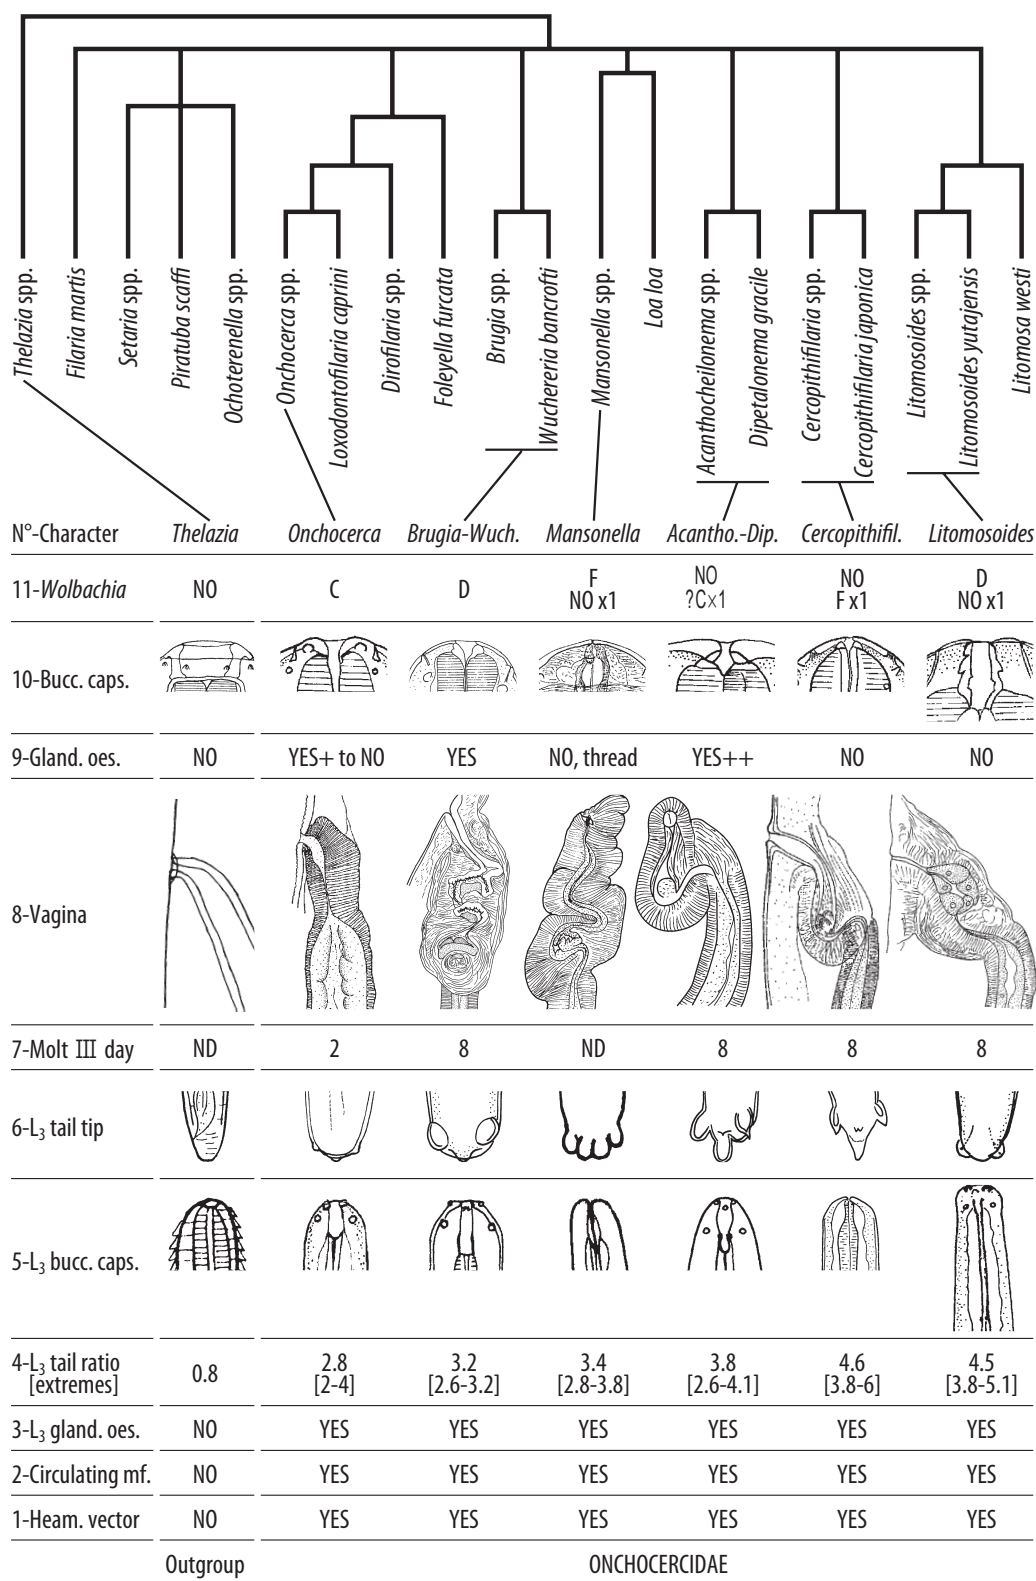 Thelazia spp.
Filaria martis
Setaria spp.
Piratuba scaffi
Ochoterenella spp.
Onchocerca spp.
Loxodontofilaria caprini
Dirofilaria spp.
Foleyella furcata
Brugia spp.
Wuchereria bancrofti
Mansonella spp.
Loa loa
Acanthocheilonema spp.
Dipetalonema gracile
Cercopithifilaria spp.
Cercopithifilaria japonica
Litomosoides spp.
Litomosoides yutajensis
Litomosa westi
N°-Character Thelazia Onchocerca Brugia-Wuch. Mansonella Acantho.-Dip. Cercopithifil. Litomosoides
11-Wolbachia NO C D F NO x1 NO ?Cx1 NO F x1 D NO x1
10-Bucc. caps.
9-Gland. oes. NO YES+ to NO YES NO, thread YES++ NO NO
8-Vagina
7-Molt III day ND 2 8 ND 8 8 8
6-L3 tail tip
5-L3 bucc. caps.
4-L3 tail ratio 0.8 2.8 3.2 3.4 3.8 4.6 4.5
[extremes] [2-4] [2.6-3.2] [2.8-3.8] [2.6-4.1] [3.8-6] [3.8-5.1]
3-L3 gland. oes. NO YES YES YES YES YES YES
2-Circulating mf. NO YES YES YES YES YES YES
1-Heam. vector NO YES YES YES YES YES YES
Outgroup ONCHOCERCIDAE